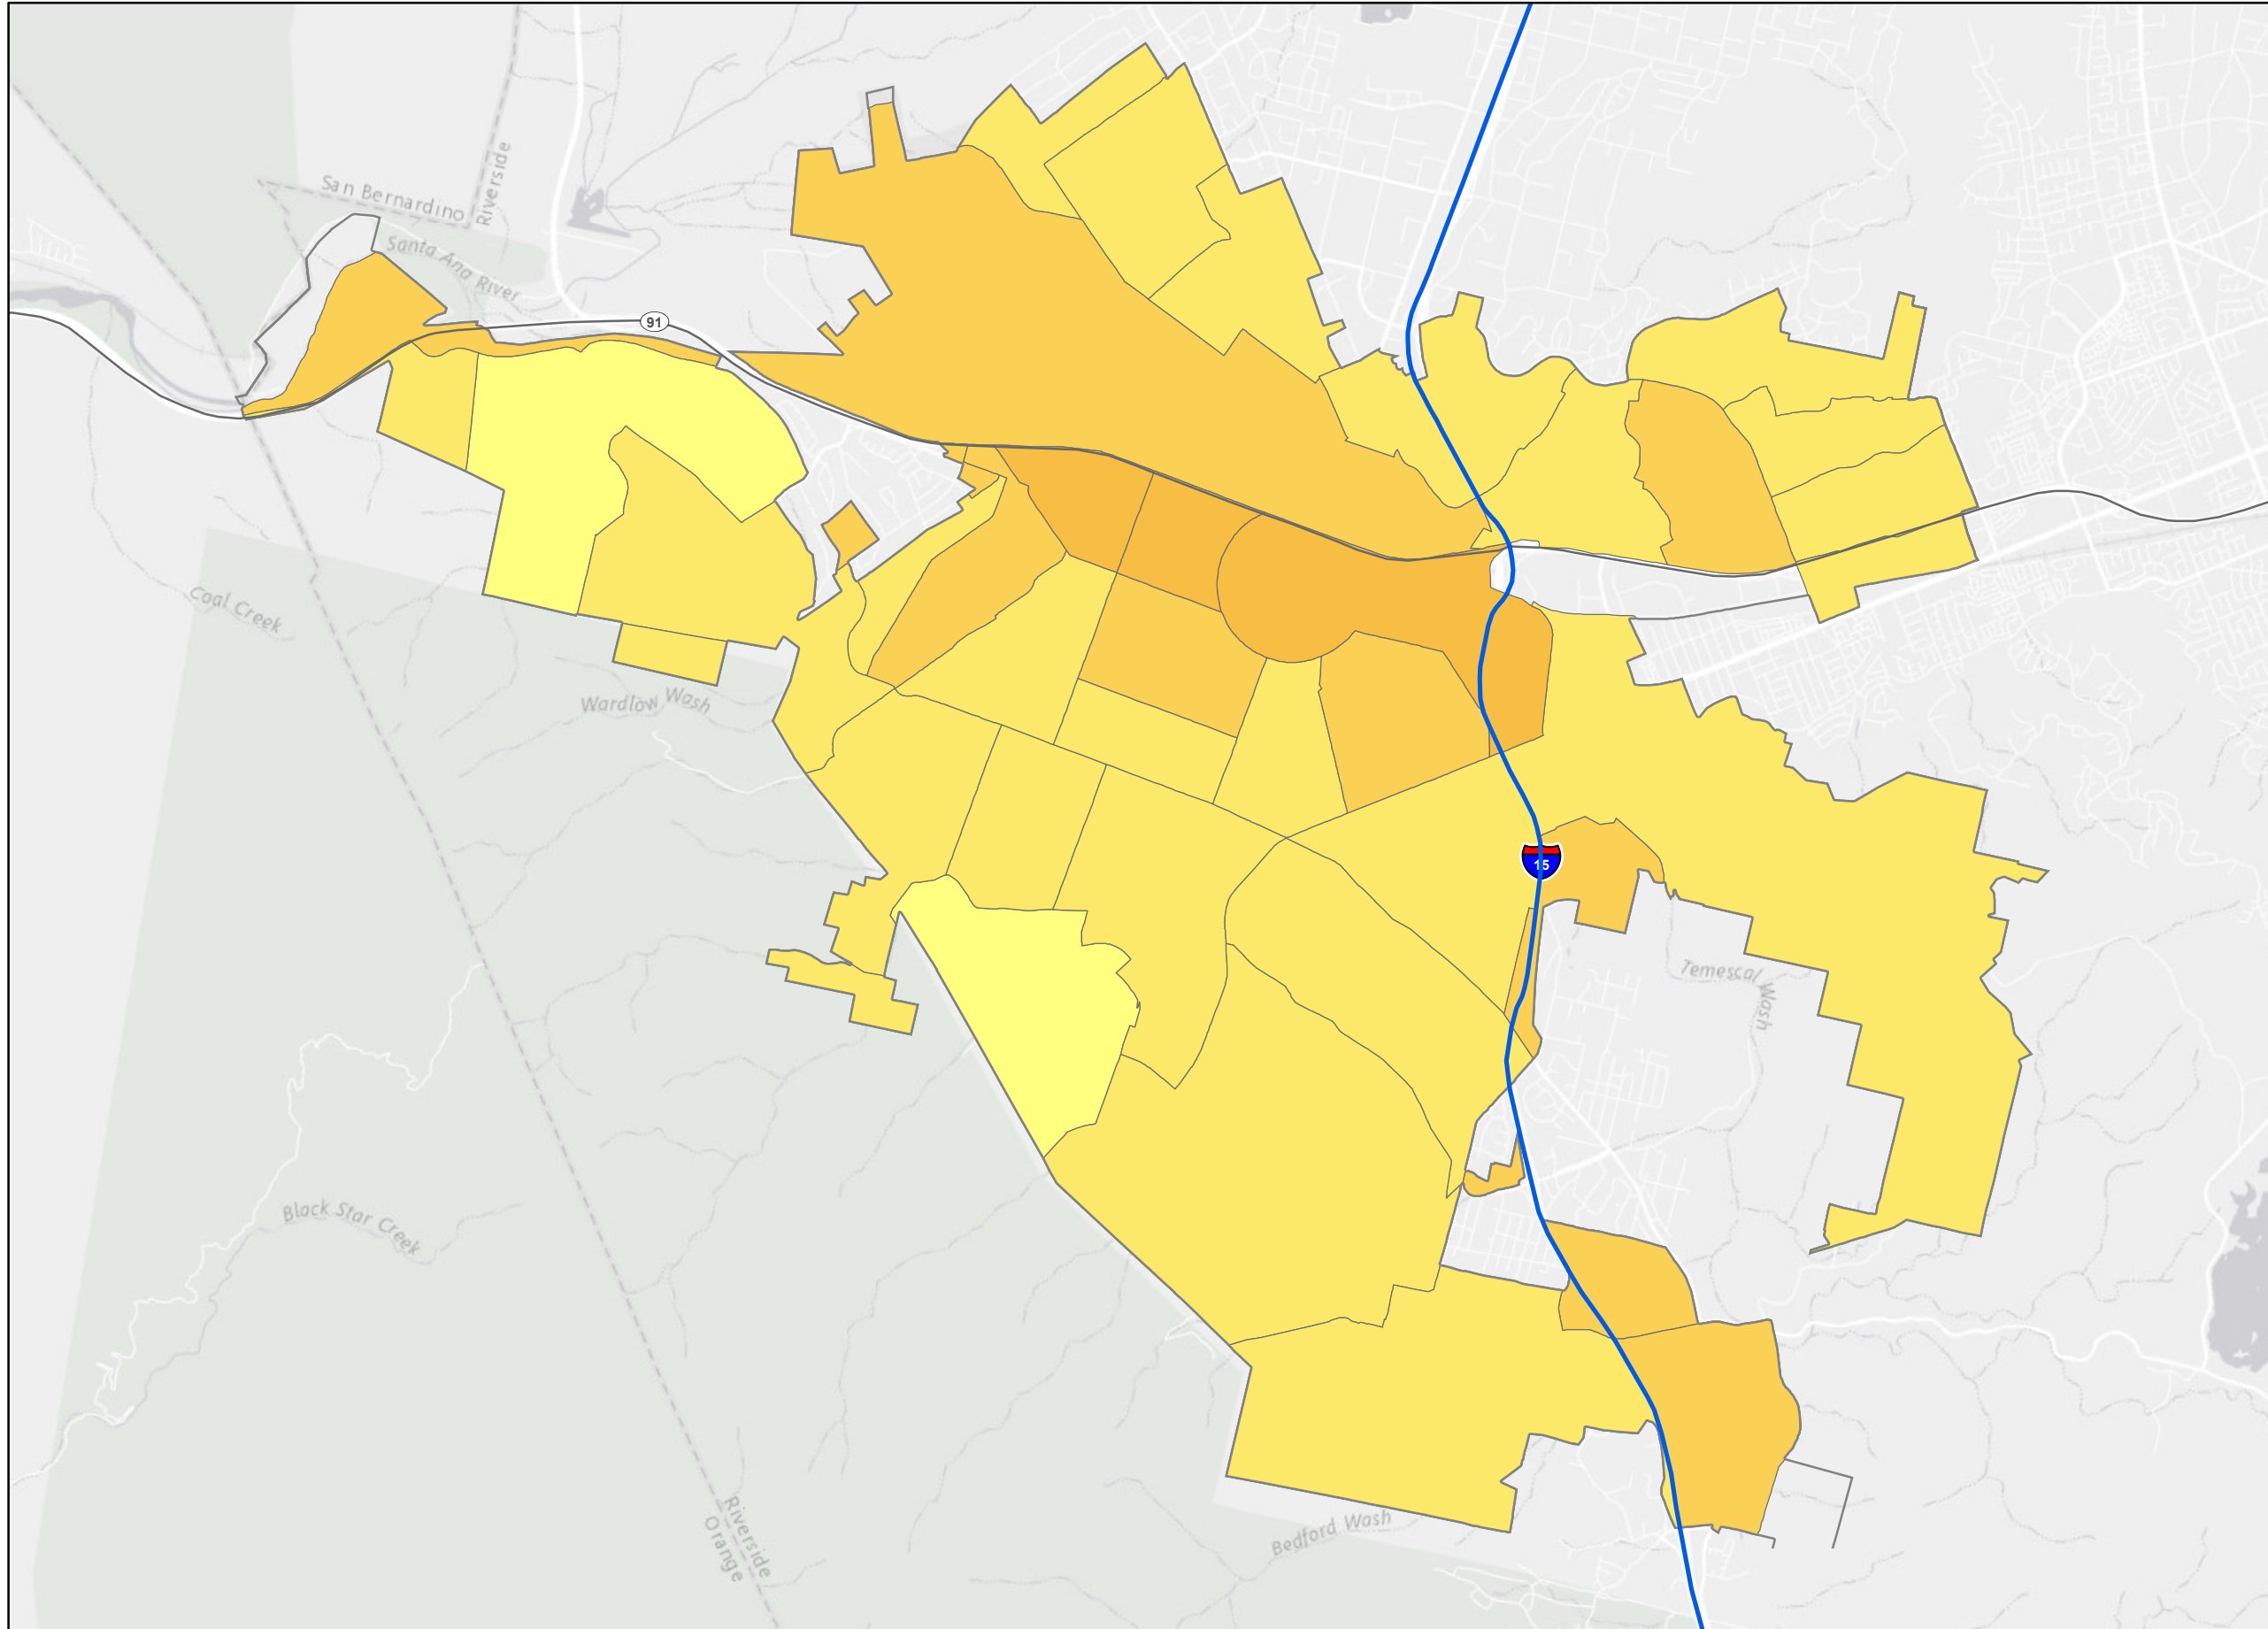 San Bernardino
Riverside
Santa Ana River
91
Coal Creek
Wardlow Wash
15
Temescal Wash
Black Star Creek
Riverside
Orange
Bedford Wash